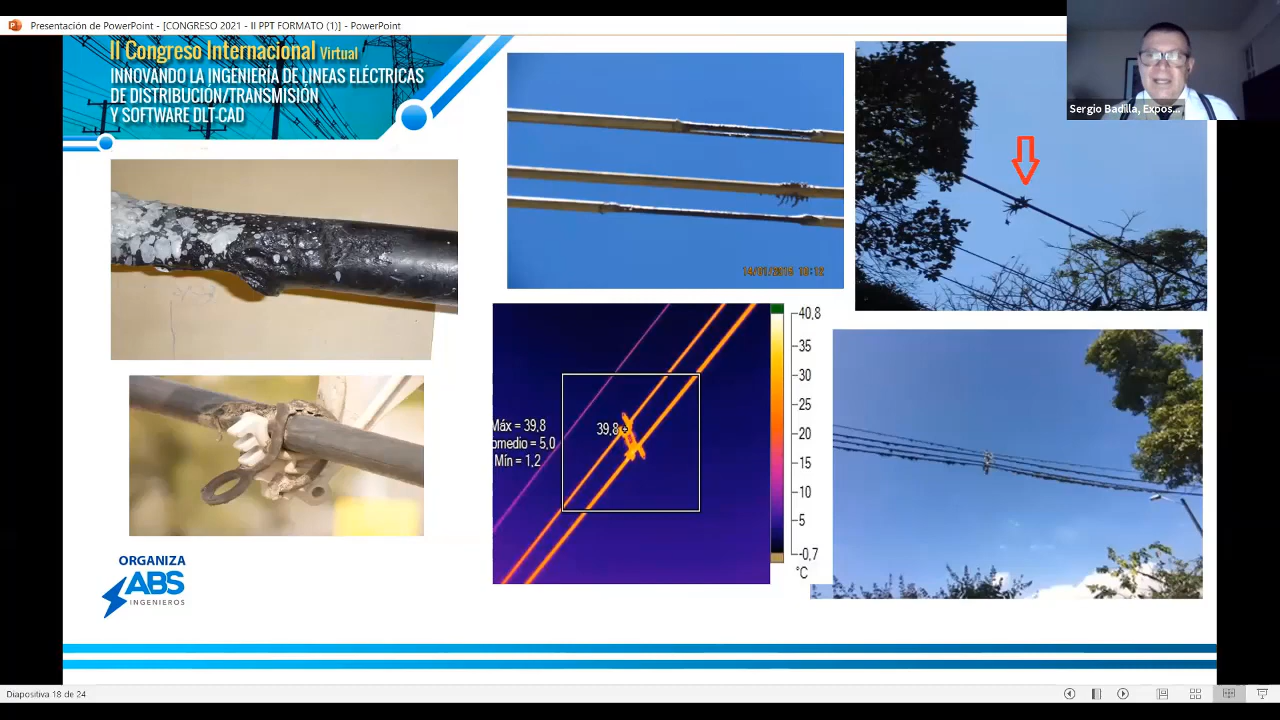 Presentación de PowerPoint - [CONGRESO 2021 - II PPT FORMATO (1)] - PowerPoint
II Congreso Internacional Virtual
INNOVANDO LA INGENIERÍA DE LINEAS ELÉCTRICAS
DE DISTRIBUCIÓN/TRANSMISIÓN
Y SOFTWARE DLT-CAD
Sergio Badilla, Expos...
14/01/2015 10:12
Máx = 39,8
omedio = 5,0
Mín = 1,2
39,8
40,8
35
30
25
20
15
10
5
-0,7
°C
ORGANIZA
ABS
INGENIEROS
Diapositiva 18 de 24